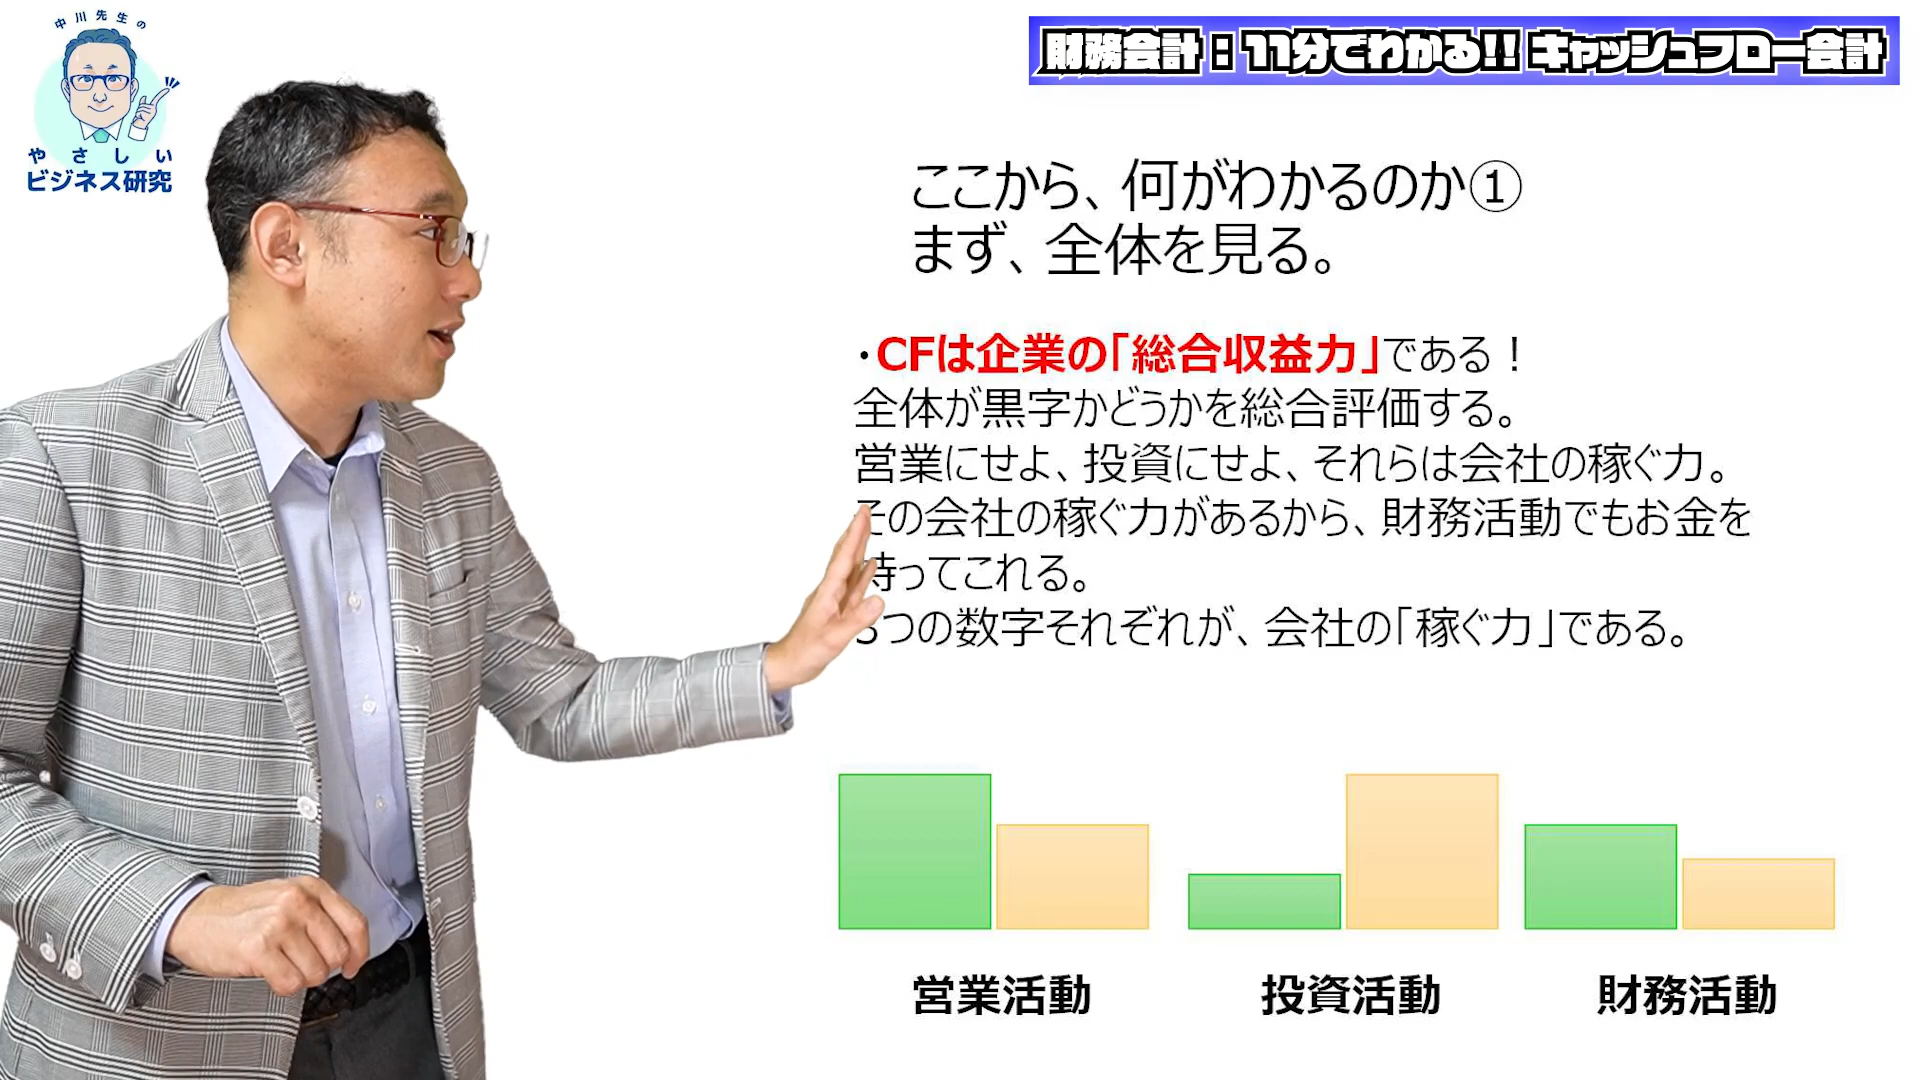 中川先生の
やさしい
ビジネス研究
財務会計：11分でわかる!! キャッシュフロー会計
ここから、何がわかるのか①
まず、全体を見る。
・CFは企業の「総合収益力」である！
全体が黒字かどうかを総合評価する。
営業にせよ、投資にせよ、それらは会社の稼ぐ力。
その会社の稼ぐ力があるから、財務活動でもお金を
持ってこれる。
3つの数字それぞれが、会社の「稼ぐ力」である。
営業活動
投資活動
財務活動